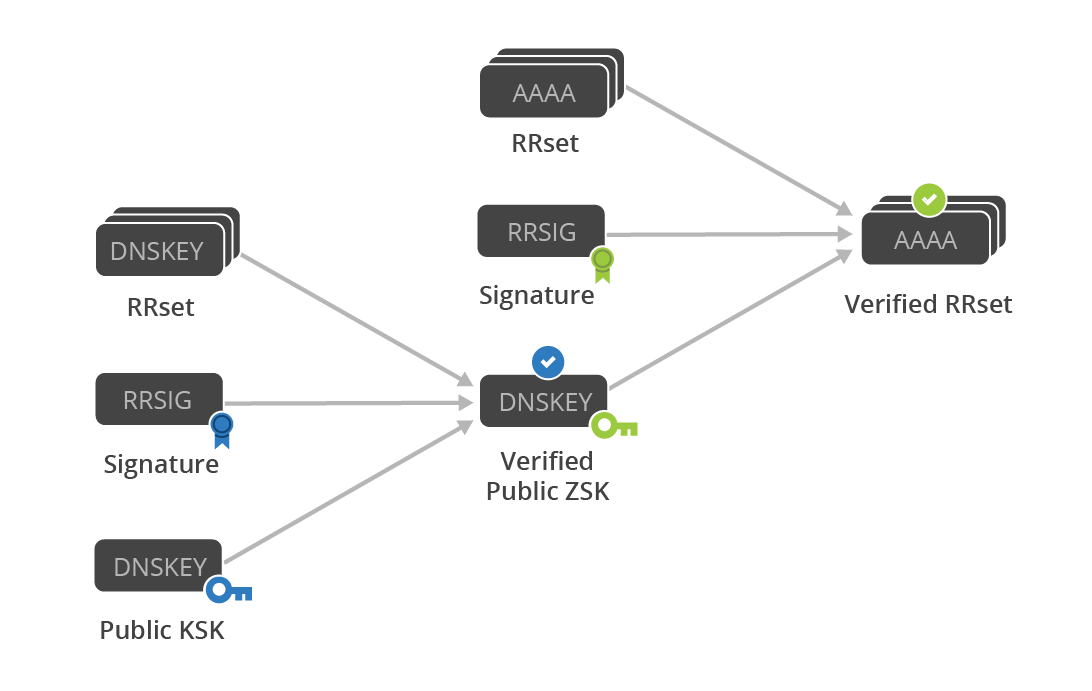 AAAA
RRset
DNSKEY
RRset
RRSIG
Signature
AAAA
Verified RRset
RRSIG
Signature
DNSKEY
Verified
Public ZSK
DNSKEY
Public KSK